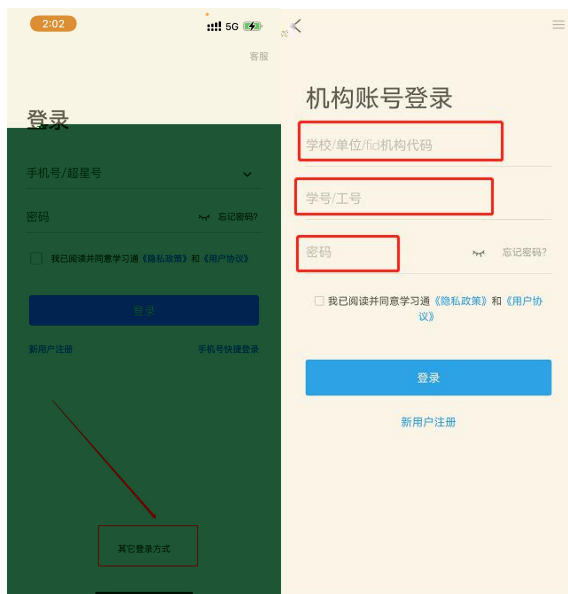 2:02
5G
客服
登录
手机号/超星号
密码
忘记密码?
我已阅读并同意学习通《隐私政策》和《用户协议》
登录
新用户注册
手机号快捷登录
其它登录方式
机构账号登录
学校/单位/fid机构代码
学号/工号
密码
忘记密码?
我已阅读并同意学习通《隐私政策》和《用户协
议》
登录
新用户注册